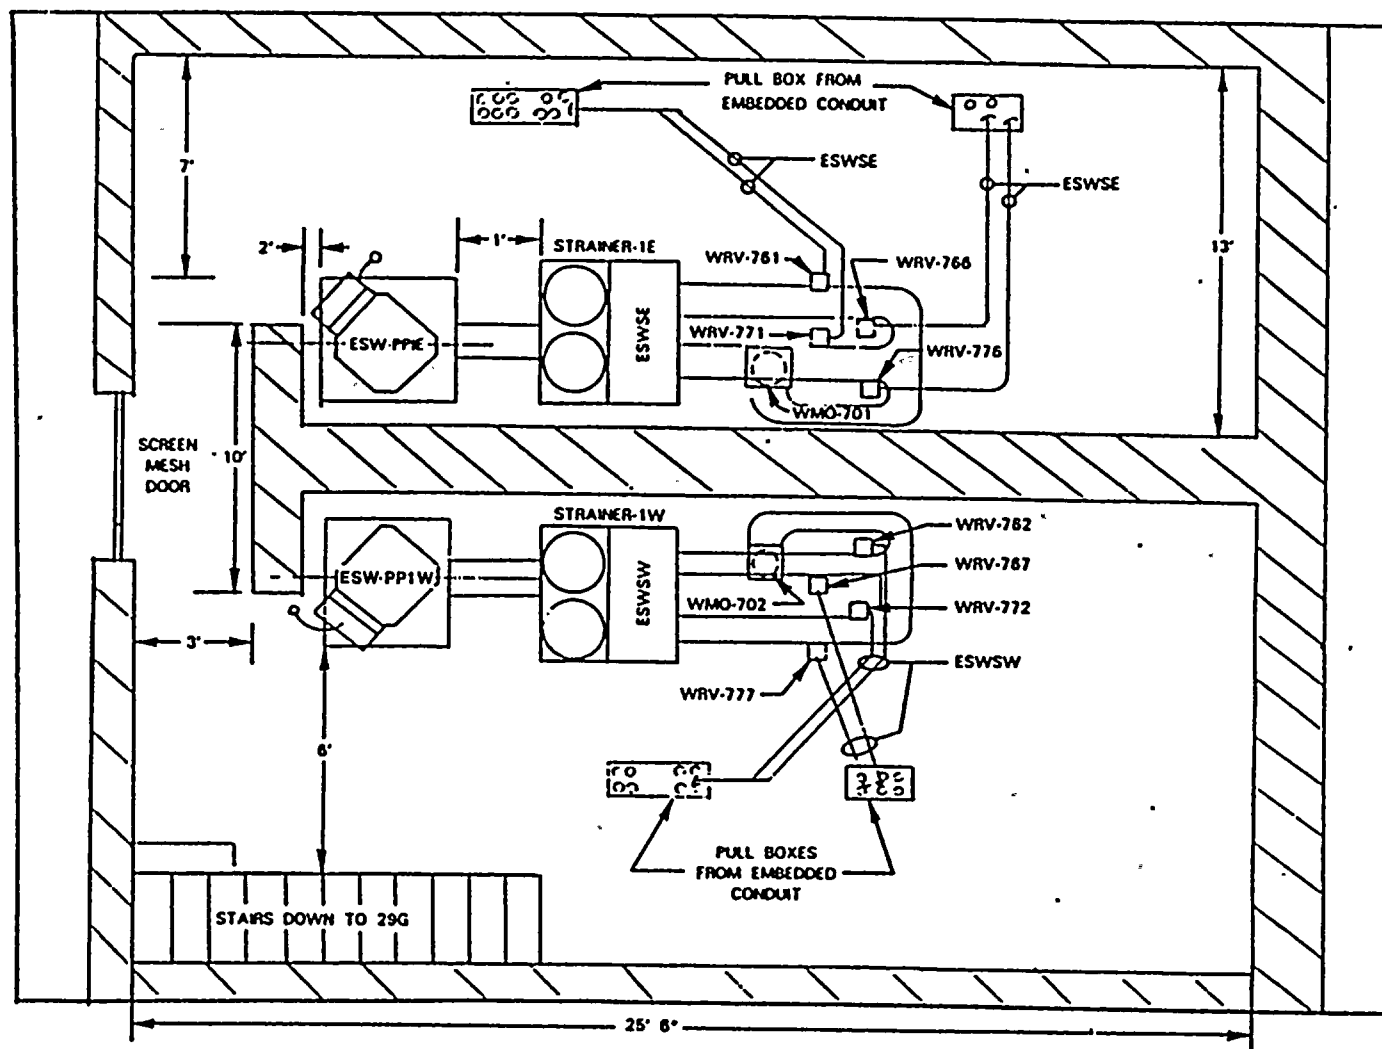 PULL BOX FROM
EMBEDDED CONDUIT
7'
ESWSE
ESWSE
13'
2'
1'
STRAINER-1E
WRV-761
WRV-766
ESW-PP1E
ESWSE
WRV-771
WRV-776
WMO-701
SCREEN
MESH
DOOR
10'
STRAINER-1W
WRV-762
WRV-767
ESW-PP1W
ESWSW
WMO-702
WRV-772
3'
ESWSW
WRV-777
6'
PULL BOXES
FROM EMBEDDED
CONDUIT
STAIRS DOWN TO 29G
25' 6"